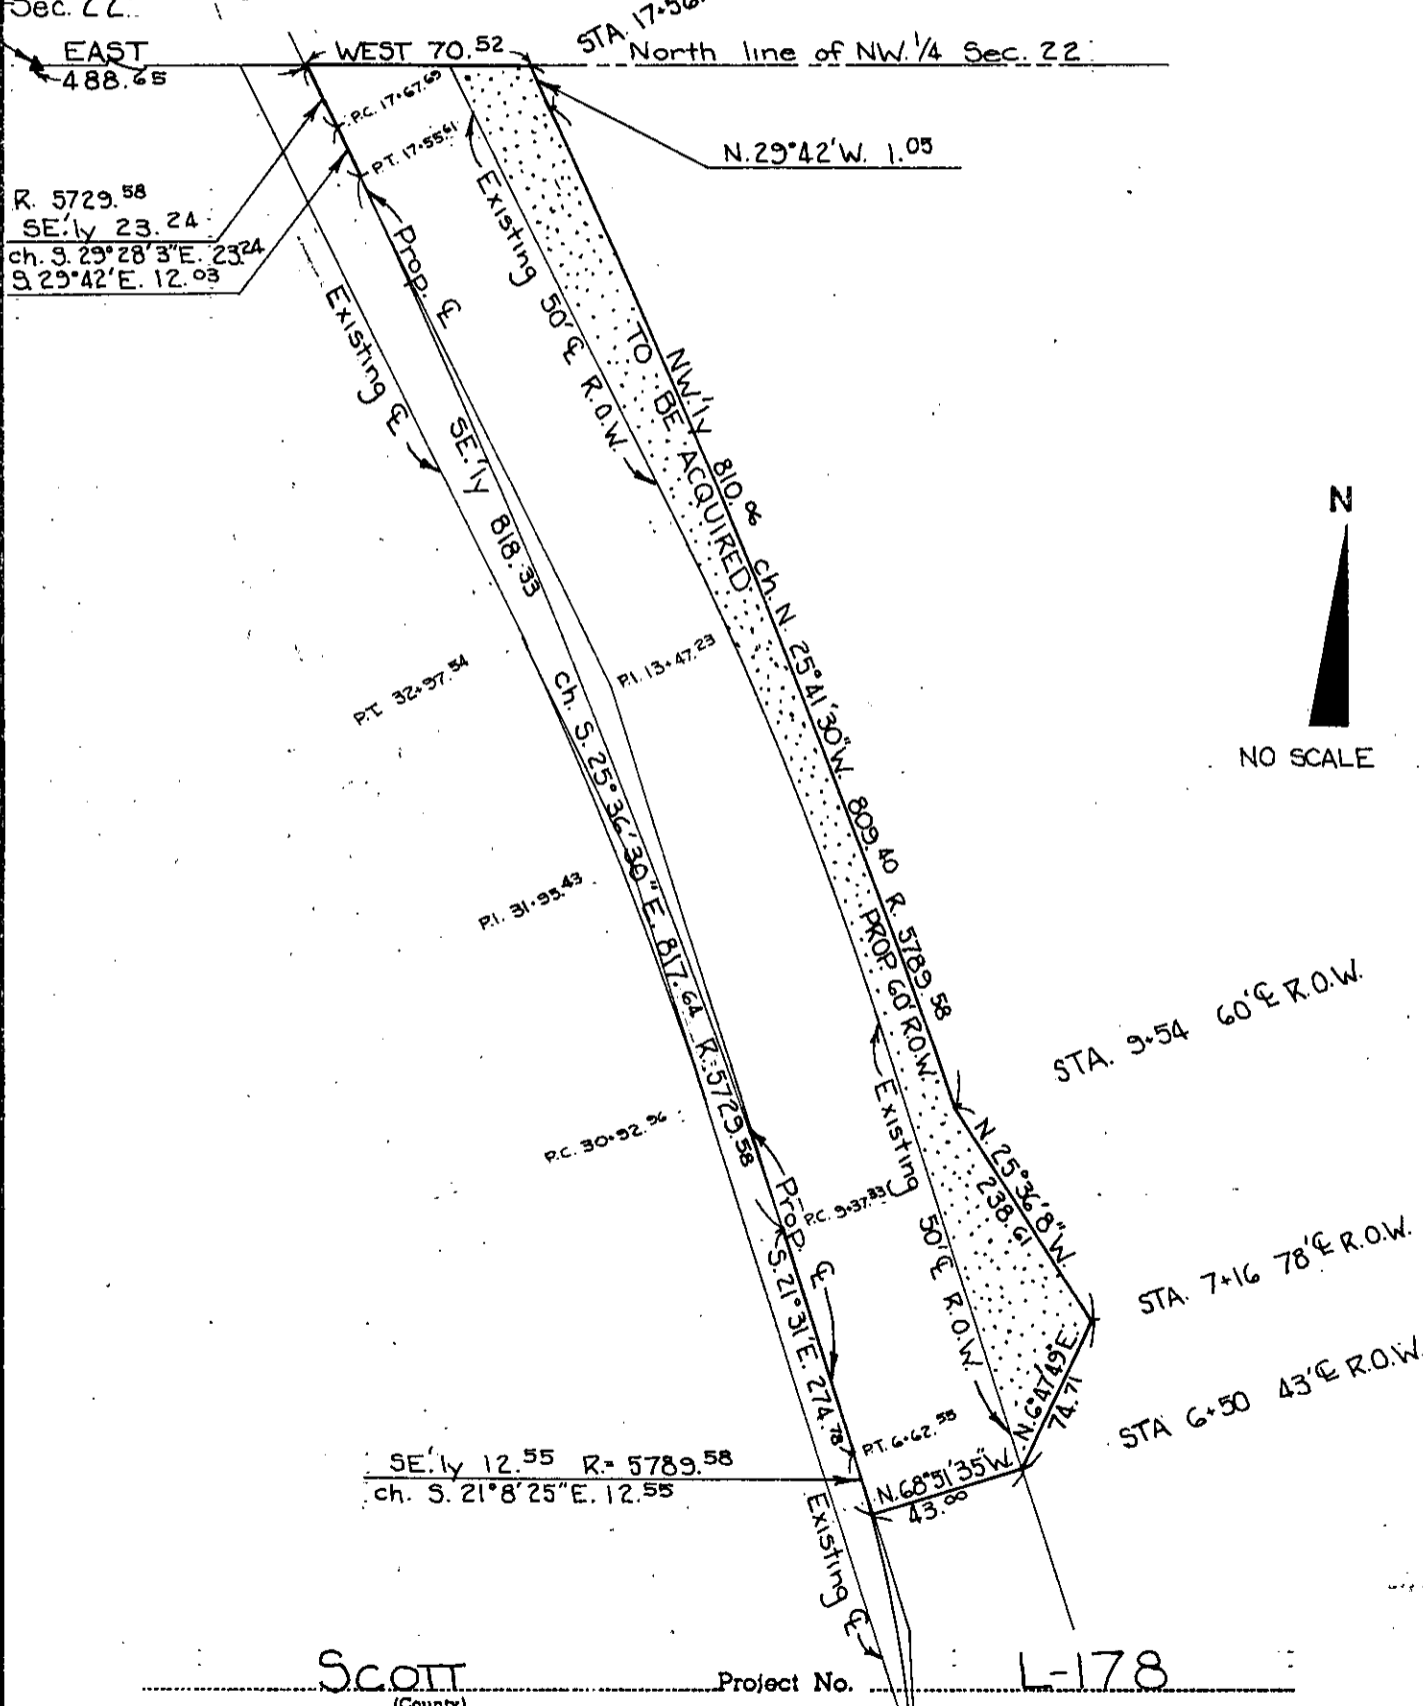 Sec. 22.
EAST
488.65
WEST 70.52
STA. 17+56.
North line of NW. 1/4 Sec. 22
P.C. 17+67.69
P.T. 17+55.61
N. 29°42' W. 1.05
R. 5729.58
SE.'ly 23.24
ch. S. 29°28'3" E. 23.24
S. 29°42' E. 12.03
Existing ℄
Prop. ℄
Existing 50' ℄ R.O.W.
TO BE ACQUIRED
NW.'ly 810.06 ch. N. 25°41'30" W. 809.40 R. 5789.58
SE.'ly 818.33 ch. S. 25°36'30" E. 817.64 R.=5729.58
N
NO SCALE
P.T. 32+97.54
P.I. 13+47.23
P.I. 31+95.43
PROP. 60' R.O.W.
STA. 9+54 60' ℄ R.O.W.
P.C. 30+92.96
Existing 50' ℄ R.O.W.
N. 25°36'8" W.
238.61
Prop. ℄
P.C. 9+37.33
S. 21°31' E. 274.78
STA. 7+16 78' ℄ R.O.W.
N. 6°47'49" E.
74.71
STA 6+50 43' ℄ R.O.W.
P.T. 6+62.55
SE.'ly 12.55 R.= 5789.58
ch. S. 21°8'25" E. 12.55
N. 68°51'35" W.
43.00
Existing ℄
SCOTT Project No. L-178
(County)